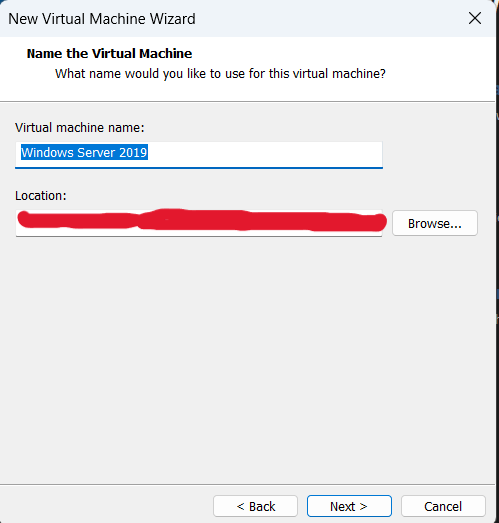 New Virtual Machine Wizard
Name the Virtual Machine
What name would you like to use for this virtual machine?
Virtual machine name:
Windows Server 2019
Location:
Browse...
< Back
Next >
Cancel